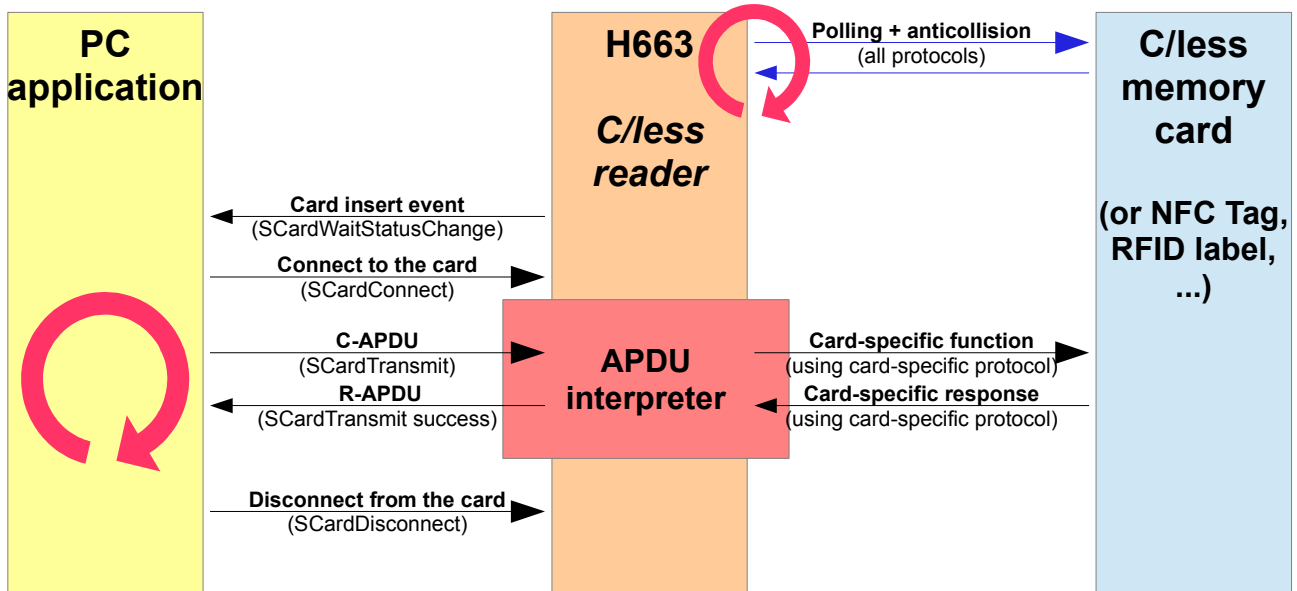 PC
application
H663
C/less
reader
Polling + anticollision
(all protocols)
C/less
memory
card
(or NFC Tag,
RFID label,
...)
Card insert event
(SCardWaitStatusChange)
Connect to the card
(SCardConnect)
C-APDU
(SCardTransmit)
R-APDU
(SCardTransmit success)
APDU
interpreter
Card-specific function
(using card-specific protocol)
Card-specific response
(using card-specific protocol)
Disconnect from the card
(SCardDisconnect)